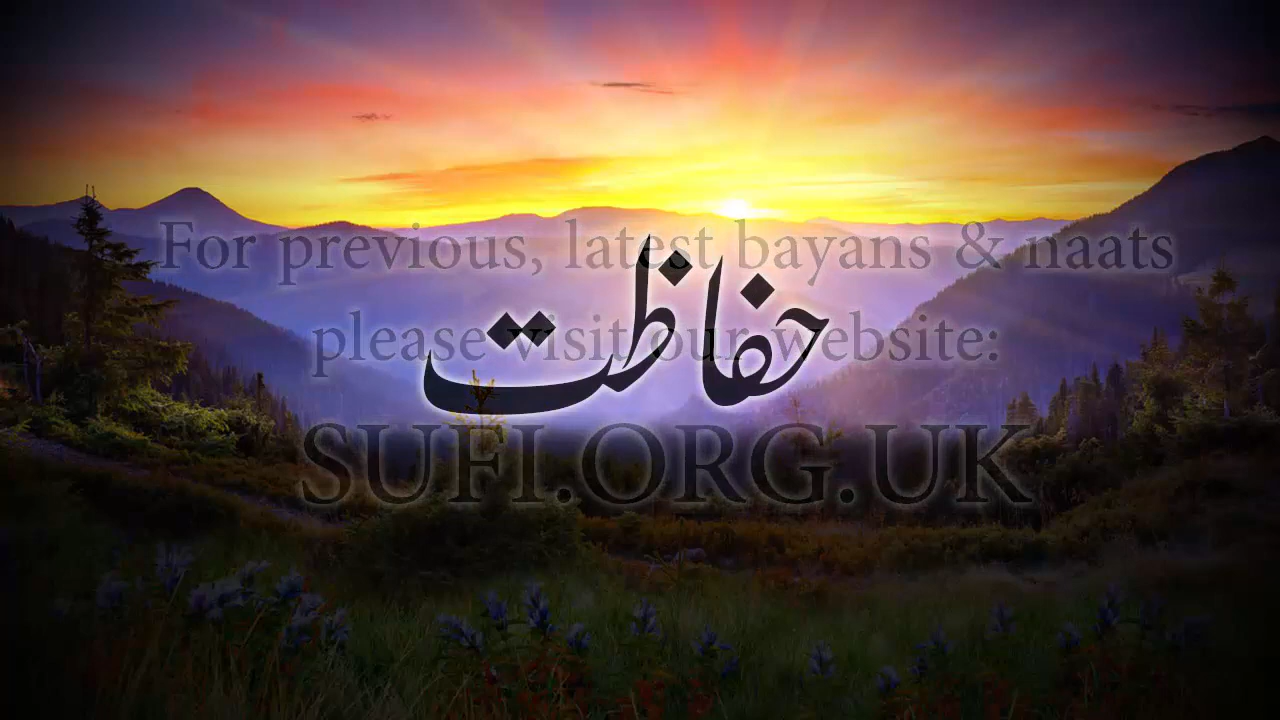 For previous, latest bayans & naats
حفاظت
please visit our website:
SUFI.ORG.UK